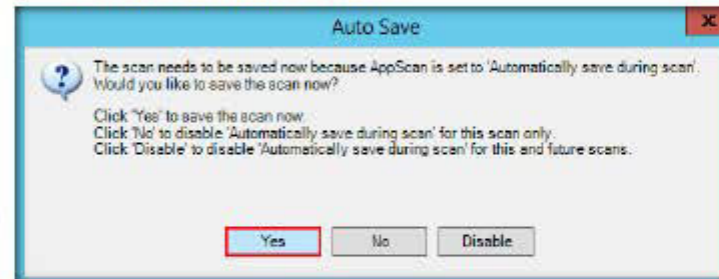 Auto Save
x
?
The scan needs to be saved now because AppScan is set to 'Automatically save during scan'.
Would you like to save the scan now?
Click 'Yes' to save the scan now.
Click 'No' to disable 'Automatically save during scan' for this scan only.
Click 'Disable' to disable 'Automatically save during scan' for this and future scans.
Yes No Disable